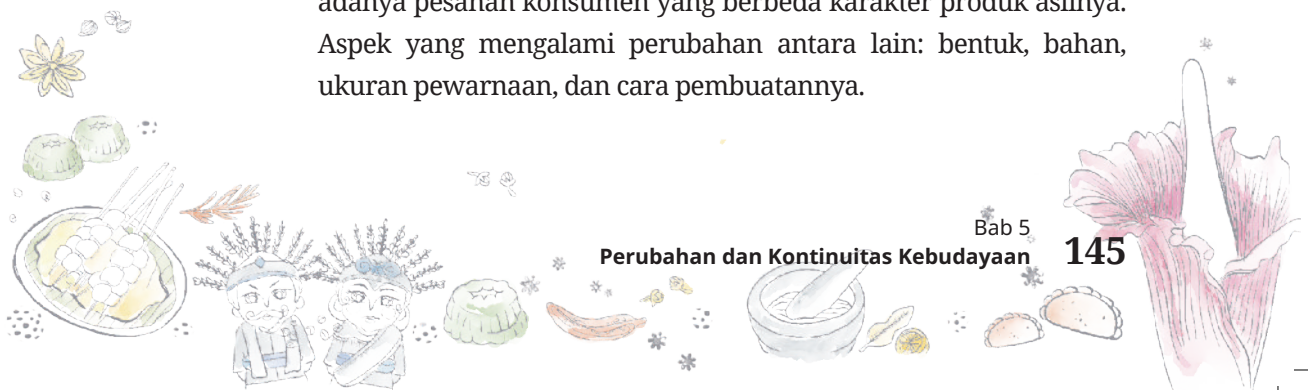 adanya pesanan konsumen yang berbeda karakter produk aslinya.
Aspek yang mengalami perubahan antara lain: bentuk, bahan,
ukuran pewarnaan, dan cara pembuatannya.
Bab 5
Perubahan dan Kontinuitas Kebudayaan
145